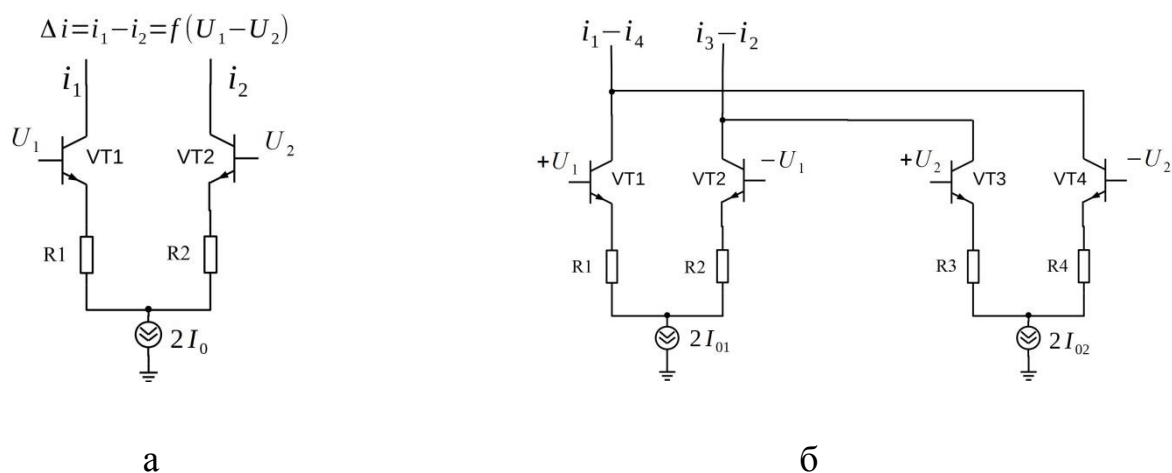 Δi=i₁−i₂=f(U₁−U₂)
i₁ i₂
U₁ VT1 VT2 U₂
R1 R2
2I₀
а
i₁−i₄ i₃−i₂
+U₁ VT1 VT2 −U₁ +U₂ VT3 VT4 −U₂
R1 R2 R3 R4
2I₀₁ 2I₀₂
б